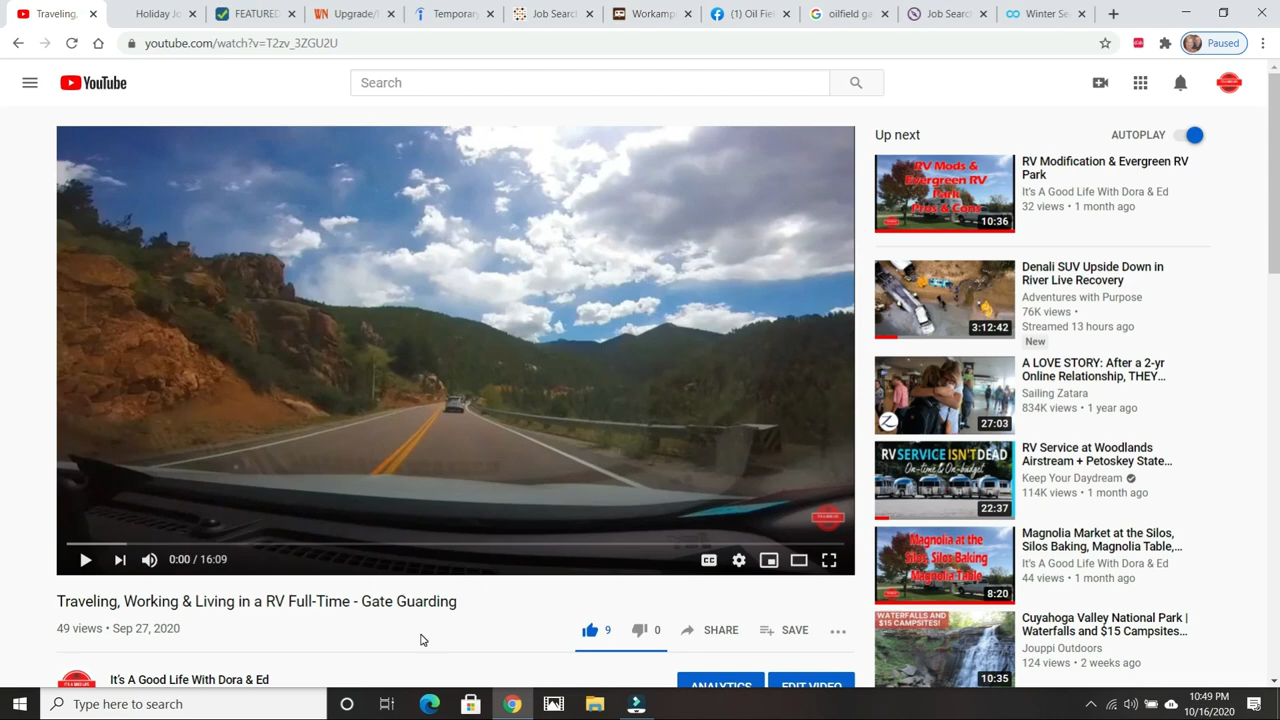 Traveling,
Holiday Jo
FEATURED
WN Upgrade/
Temporary
Job Search
Workampe
(1) Oil Fiel
oilfield ga
Job Search
Winter Sea
youtube.com/watch?v=T2zv_3ZGU2U
Paused
YouTube
Search
Up next
AUTOPLAY
RV Mods &
Evergreen RV
Park
Pros & Cons
10:36
RV Modification & Evergreen RV
Park
It's A Good Life With Dora & Ed
32 views • 1 month ago
3:12:42
Denali SUV Upside Down in
River Live Recovery
Adventures with Purpose
76K views •
Streamed 13 hours ago
New
27:03
A LOVE STORY: After a 2-yr
Online Relationship, THEY...
Sailing Zatara
834K views • 1 year ago
RV SERVICE ISN'T DEAD
On-time & On-budget
22:37
RV Service at Woodlands
Airstream + Petoskey State...
Keep Your Daydream
114K views • 1 month ago
Magnolia at the
Silos, Silos Baking
Magnolia Table
8:20
Magnolia Market at the Silos,
Silos Baking, Magnolia Table,...
It's A Good Life With Dora & Ed
44 views • 1 month ago
WATERFALLS AND
$15 CAMPSITES!
10:35
Cuyahoga Valley National Park |
Waterfalls and $15 Campsites...
Jouppi Outdoors
124 views • 2 weeks ago
0:00 / 16:09
CC
Traveling, Working & Living in a RV Full-Time - Gate Guarding
49 views • Sep 27, 2020
9
0
SHARE
SAVE
It's A Good Life With Dora & Ed
ANALYTICS
EDIT VIDEO
Type here to search
10:49 PM
10/16/2020